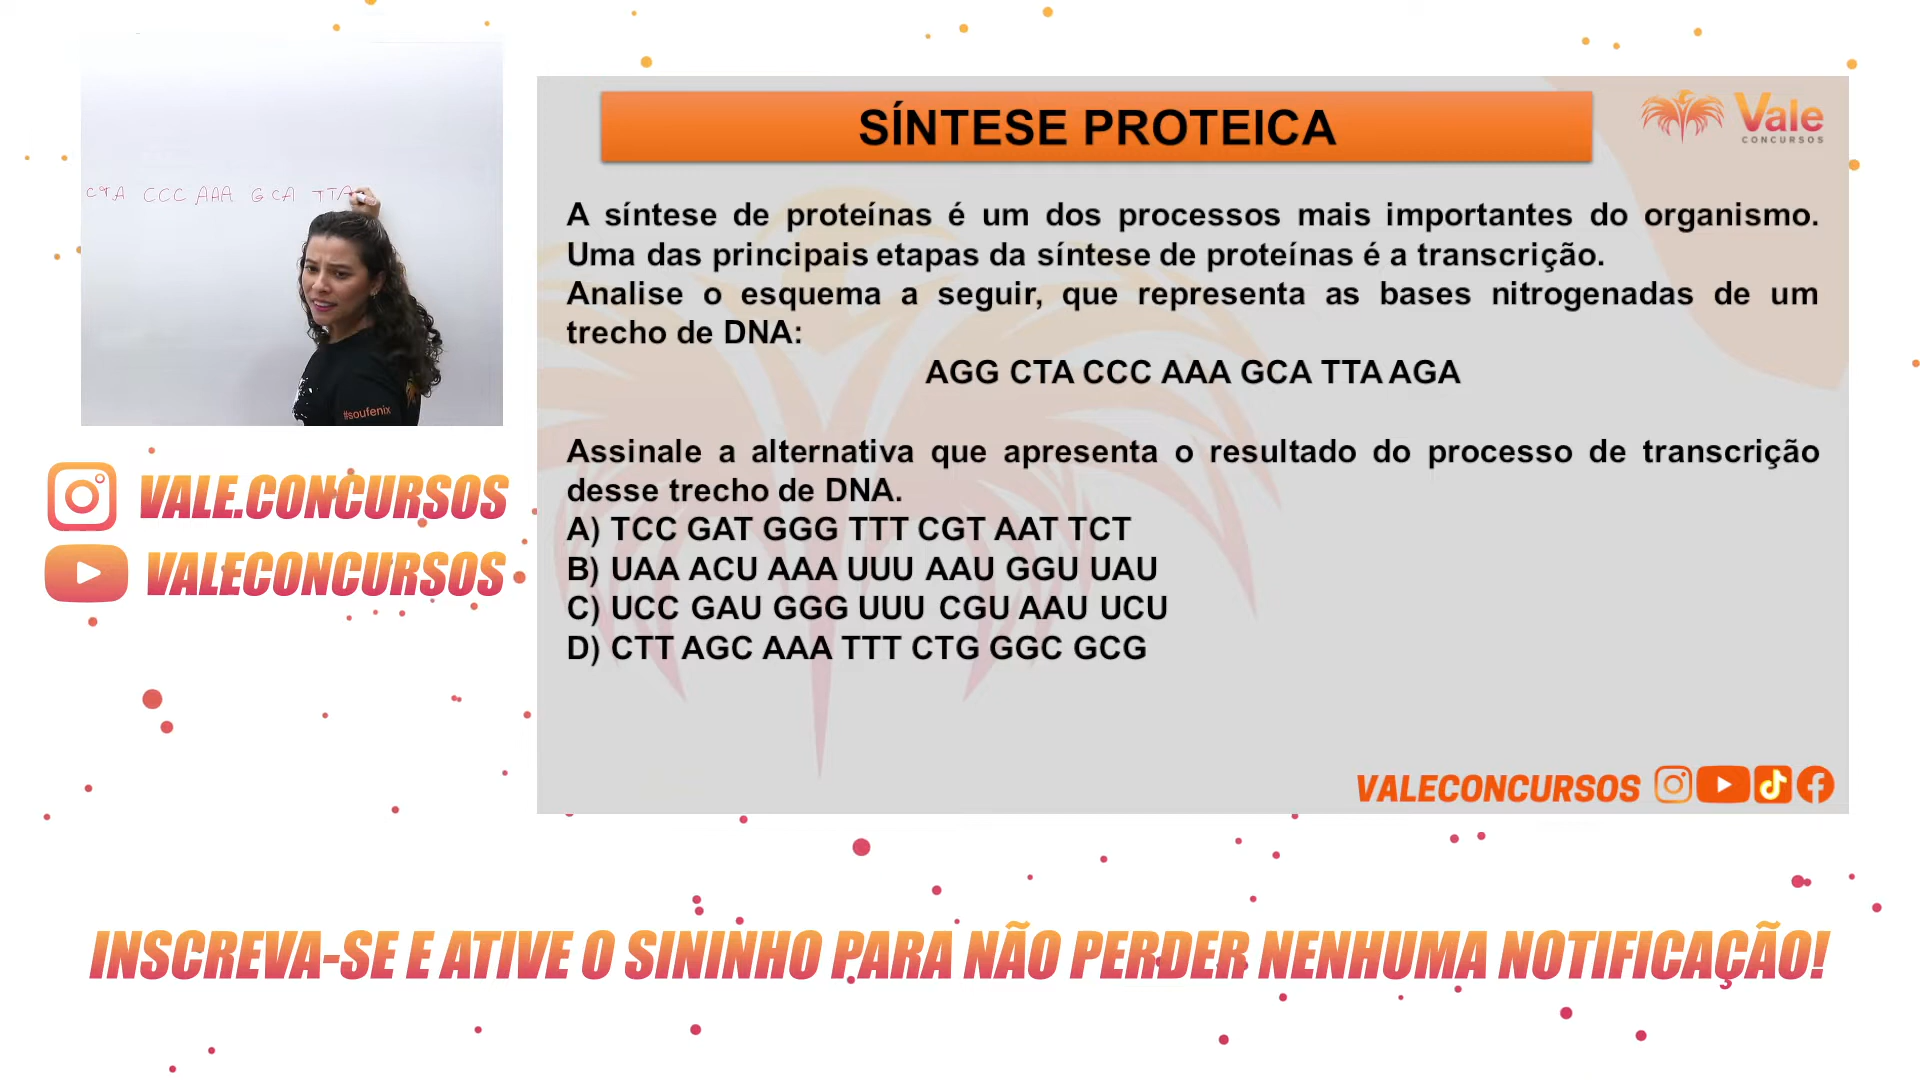 SÍNTESE PROTEICA
Vale
CONCURSOS
CTA CCC AAA GCA TTA
A síntese de proteínas é um dos processos mais importantes do organismo.
Uma das principais etapas da síntese de proteínas é a transcrição.
Analise o esquema a seguir, que representa as bases nitrogenadas de um
trecho de DNA:
AGG CTA CCC AAA GCA TTA AGA
#soufenix
Assinale a alternativa que apresenta o resultado do processo de transcrição
desse trecho de DNA.
A) TCC GAT GGG TTT CGT AAT TCT
B) UAA ACU AAA UUU AAU GGU UAU
C) UCC GAU GGG UUU CGU AAU UCU
D) CTT AGC AAA TTT CTG GGC GCG
VALE.CONCURSOS
VALECONCURSOS
VALECONCURSOS
INSCREVA-SE E ATIVE O SININHO PARA NÃO PERDER NENHUMA NOTIFICAÇÃO!